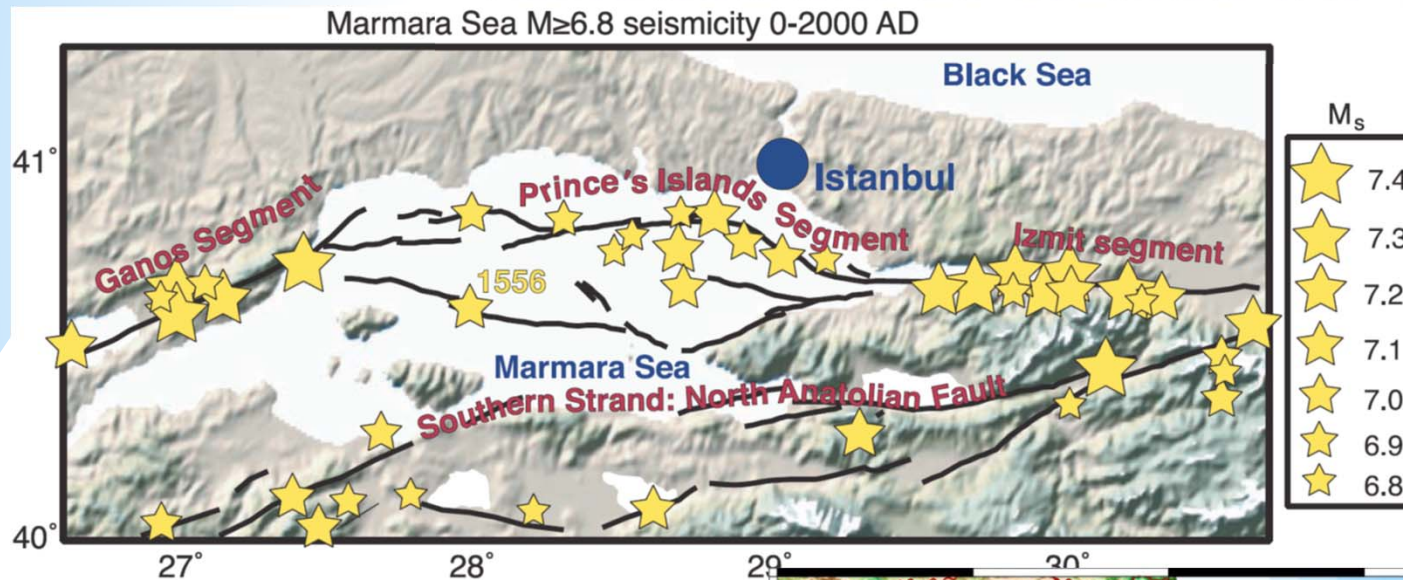 Marmara Sea M≥6.8 seismicity 0-2000 AD
Black Sea
Ms
41°
7.4
Istanbul
Prince's Islands Segment
Ganos Segment
7.3
Izmit segment
1556
7.2
7.1
Marmara Sea
Southern Strand: North Anatolian Fault
7.0
6.9
6.8
40°
27°
28°
29°
30°